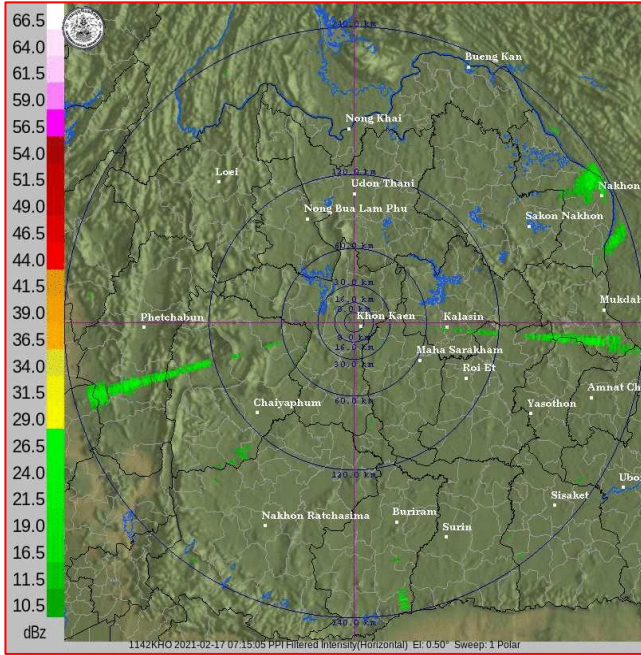 66.5
64.0
61.5
59.0
56.5
54.0
51.5
49.0
46.5
44.0
41.5
39.0
36.5
34.0
31.5
29.0
26.5
24.0
21.5
19.0
16.5
11.5
10.5
dBz
240.0 km
Bueng Kan
Nong Khai
Loei
120.0 km
Udon Thani
Nakhon
Nong Bua Lam Phu
Sakon Nakhon
60.0 km
30.0 km
Mukdah
Phetchabun
Khon Kaen
Kalasin
8.0 km
16.0 km
30.0 km
Maha Sarakham
Roi Et
Amnat Ch
60.0 km
Chaiyaphum
Yasothon
120.0 km
Ubo
Sisaket
Nakhon Ratchasima
Buriram
Surin
240.0 km
1142KHO 2021-02-17 07:15:05 PPI Filtered Intensity(Horizontal) El: 0.50° Sweep: 1 Polar